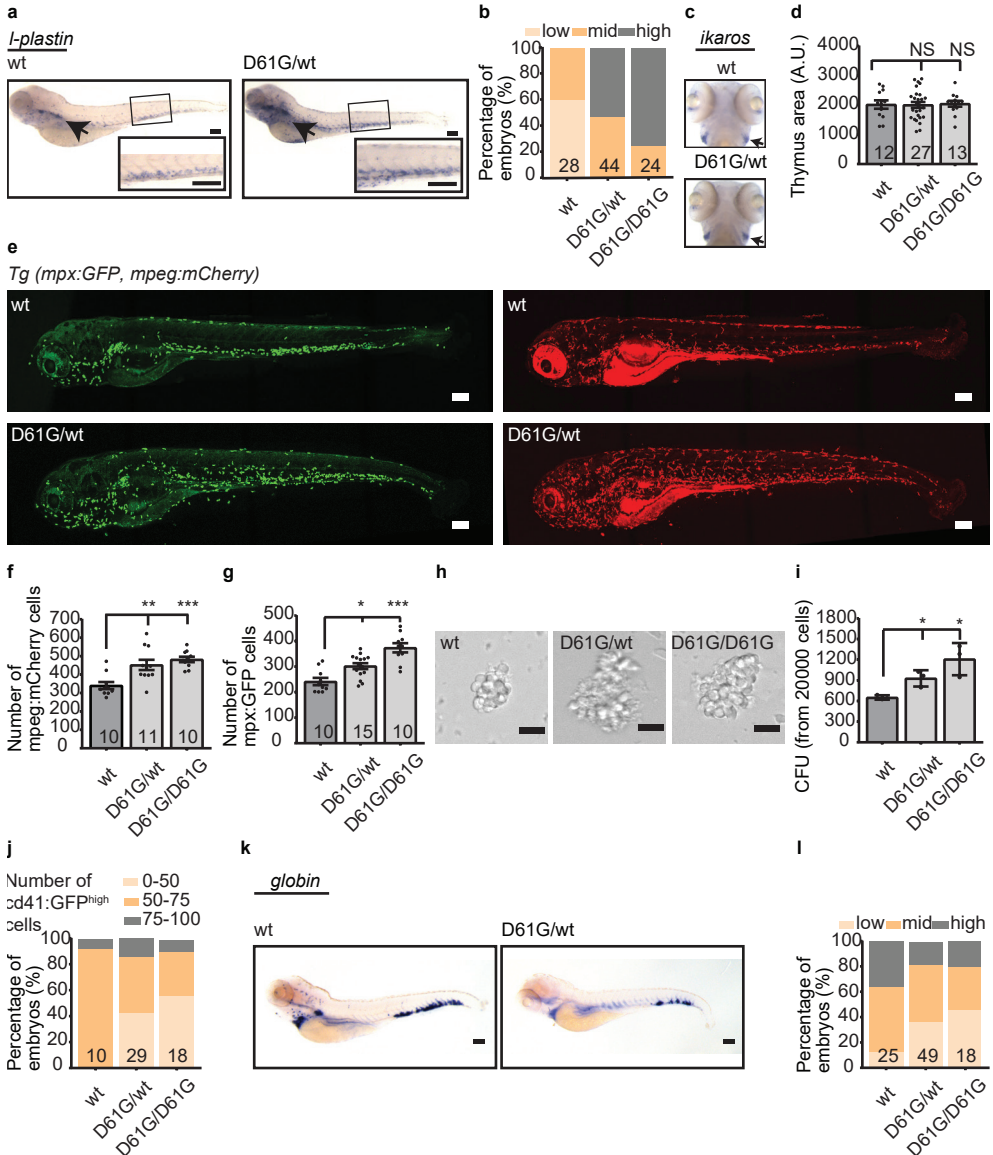 a
l-plastin
wt
D61G/wt
b
low mid high
Percentage of
embryos (%)
100
80
60
40
20
0
28
44
24
wt
D61G/wt
D61G/D61G
c
ikaros
wt
D61G/wt
d
NS NS
Thymus area (A.U.)
4000
3000
2000
1000
0
12
27
13
wt
D61G/wt
D61G/D61G
e
Tg (mpx:GFP, mpeg:mCherry)
wt
wt
D61G/wt
D61G/wt
f
Number of
mpeg:mCherry cells
** ***
700
600
500
400
300
200
100
0
10
11
10
wt
D61G/wt
D61G/D61G
g
Number of
mpx:GFP cells
* ***
500
400
300
200
100
0
10
15
10
wt
D61G/wt
D61G/D61G
h
wt
D61G/wt
D61G/D61G
i
CFU (from 20000 cells)
* *
1800
1500
1200
900
600
300
0
wt
D61G/wt
D61G/D61G
j
Number of
cd41:GFPhigh
cells
0-50
50-75
75-100
Percentage of
embryos (%)
100
80
60
40
20
0
10
29
18
wt
D61G/wt
D61G/D61G
k
globin
wt
D61G/wt
l
low mid high
Percentage of
embryos (%)
100
80
60
40
20
0
25
49
18
wt
D61G/wt
D61G/D61G